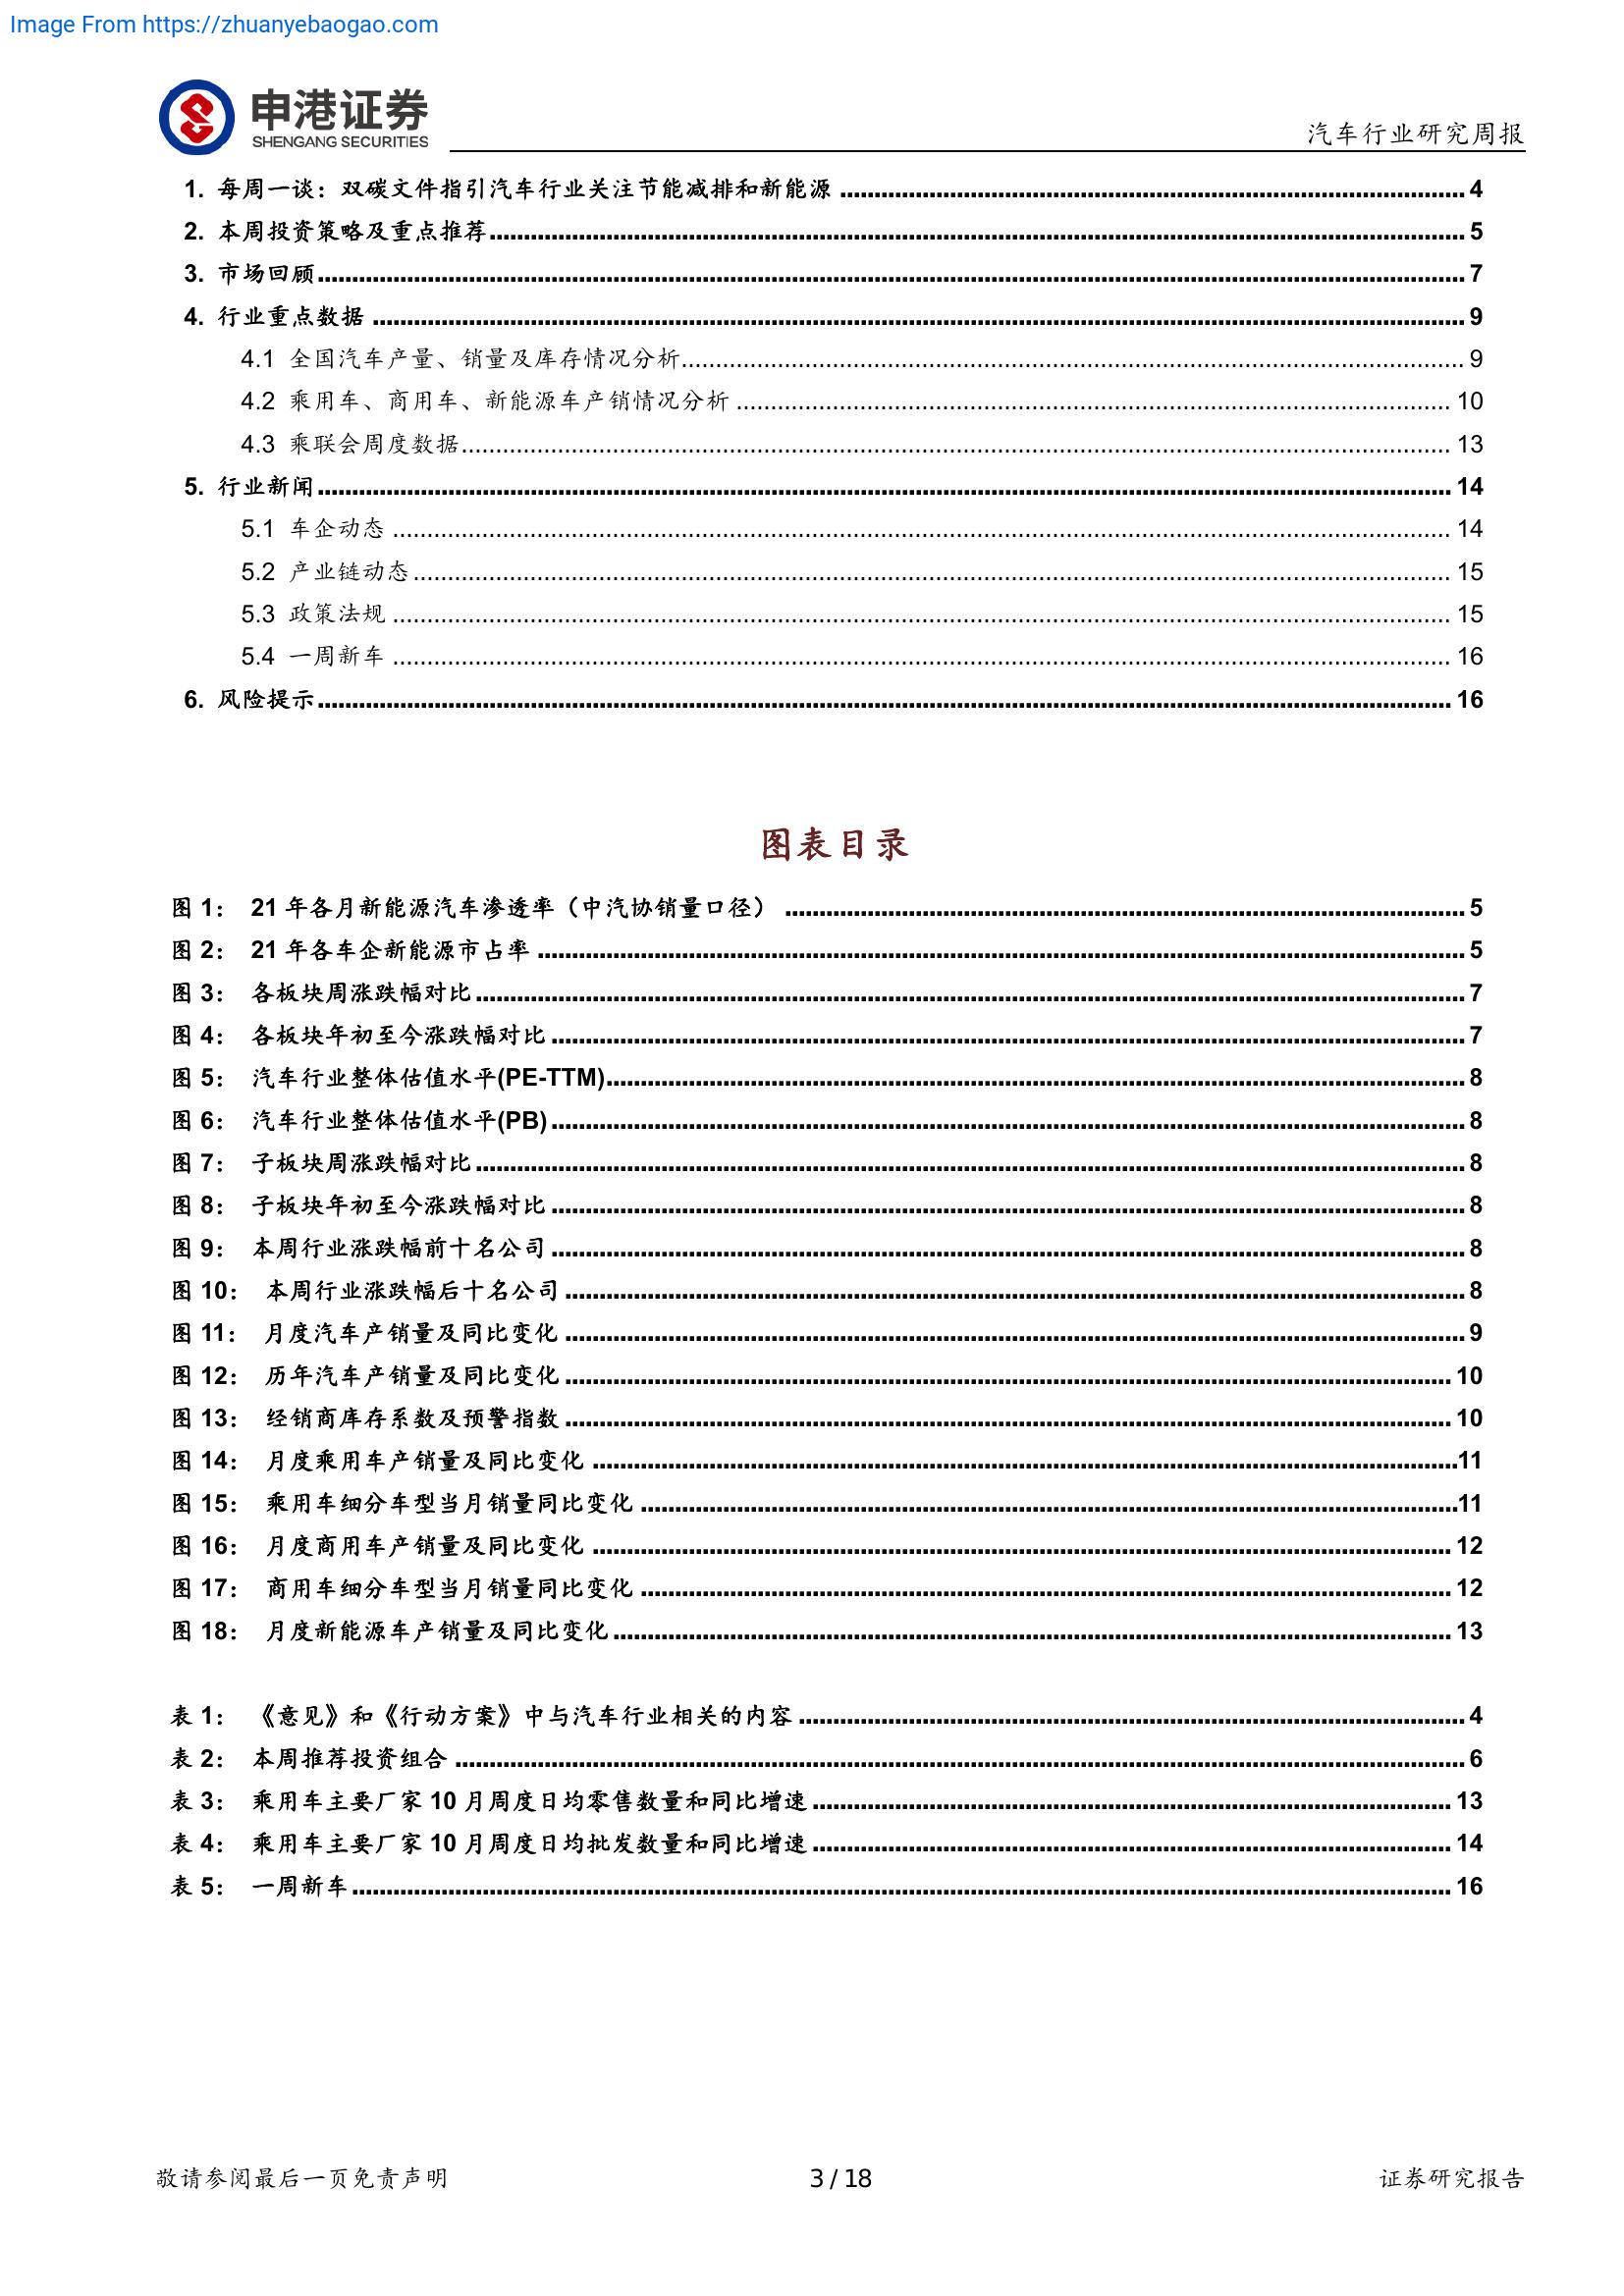 Image From https://zhuanyebaogao.com
申港证券
SHENGANG SECURITIES
汽车行业研究周报
1. 每周一谈：双碳文件指引汽车行业关注节能减排和新能源 4
2. 本周投资策略及重点推荐 5
3. 市场回顾 7
4. 行业重点数据 9
4.1 全国汽车产量、销量及库存情况分析 9
4.2 乘用车、商用车、新能源车产销情况分析 10
4.3 乘联会周度数据 13
5. 行业新闻 14
5.1 车企动态 14
5.2 产业链动态 15
5.3 政策法规 15
5.4 一周新车 16
6. 风险提示 16
图表目录
图 1： 21 年各月新能源汽车渗透率（中汽协销量口径） 5
图 2： 21 年各车企新能源市占率 5
图 3： 各板块周涨跌幅对比 7
图 4： 各板块年初至今涨跌幅对比 7
图 5： 汽车行业整体估值水平(PE-TTM) 8
图 6： 汽车行业整体估值水平(PB) 8
图 7： 子板块周涨跌幅对比 8
图 8： 子板块年初至今涨跌幅对比 8
图 9： 本周行业涨跌幅前十名公司 8
图 10： 本周行业涨跌幅后十名公司 8
图 11： 月度汽车产销量及同比变化 9
图 12： 历年汽车产销量及同比变化 10
图 13： 经销商库存系数及预警指数 10
图 14： 月度乘用车产销量及同比变化 11
图 15： 乘用车细分车型当月销量同比变化 11
图 16： 月度商用车产销量及同比变化 12
图 17： 商用车细分车型当月销量同比变化 12
图 18： 月度新能源车产销量及同比变化 13
表 1： 《意见》和《行动方案》中与汽车行业相关的内容 4
表 2： 本周推荐投资组合 6
表 3： 乘用车主要厂家 10 月周度日均零售数量和同比增速 13
表 4： 乘用车主要厂家 10 月周度日均批发数量和同比增速 14
表 5： 一周新车 16
敬请参阅最后一页免责声明
3 / 18
证券研究报告